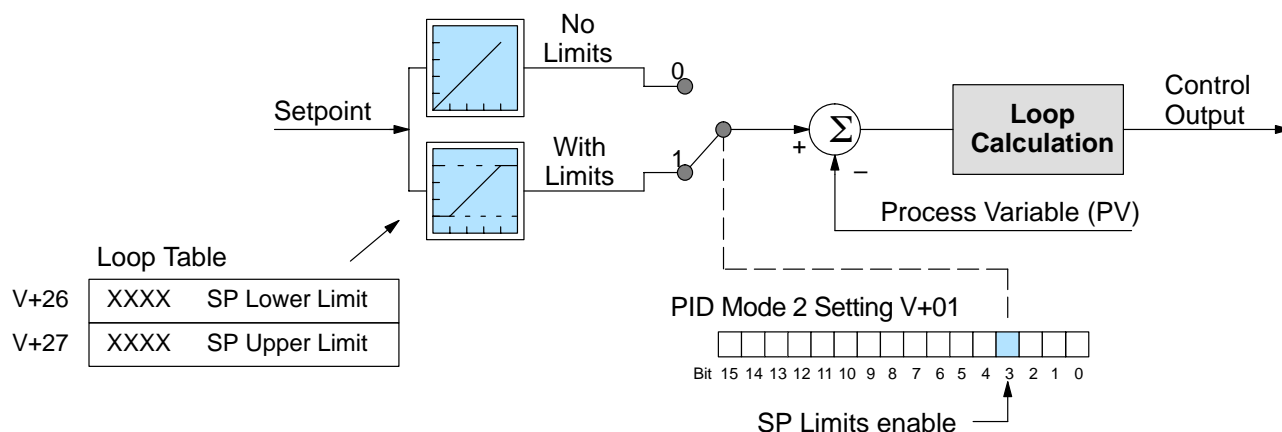 No
Limits
0
Setpoint
With
Limits
1
+
Σ
−
Loop
Calculation
Control
Output
Process Variable (PV)
Loop Table
V+26 XXXX SP Lower Limit
V+27 XXXX SP Upper Limit
PID Mode 2 Setting V+01
Bit 15 14 13 12 11 10 9 8 7 6 5 4 3 2 1 0
SP Limits enable